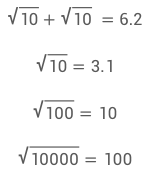 √10 + √10 = 6.2
√10 = 3.1
√100 = 10
√10000 = 100